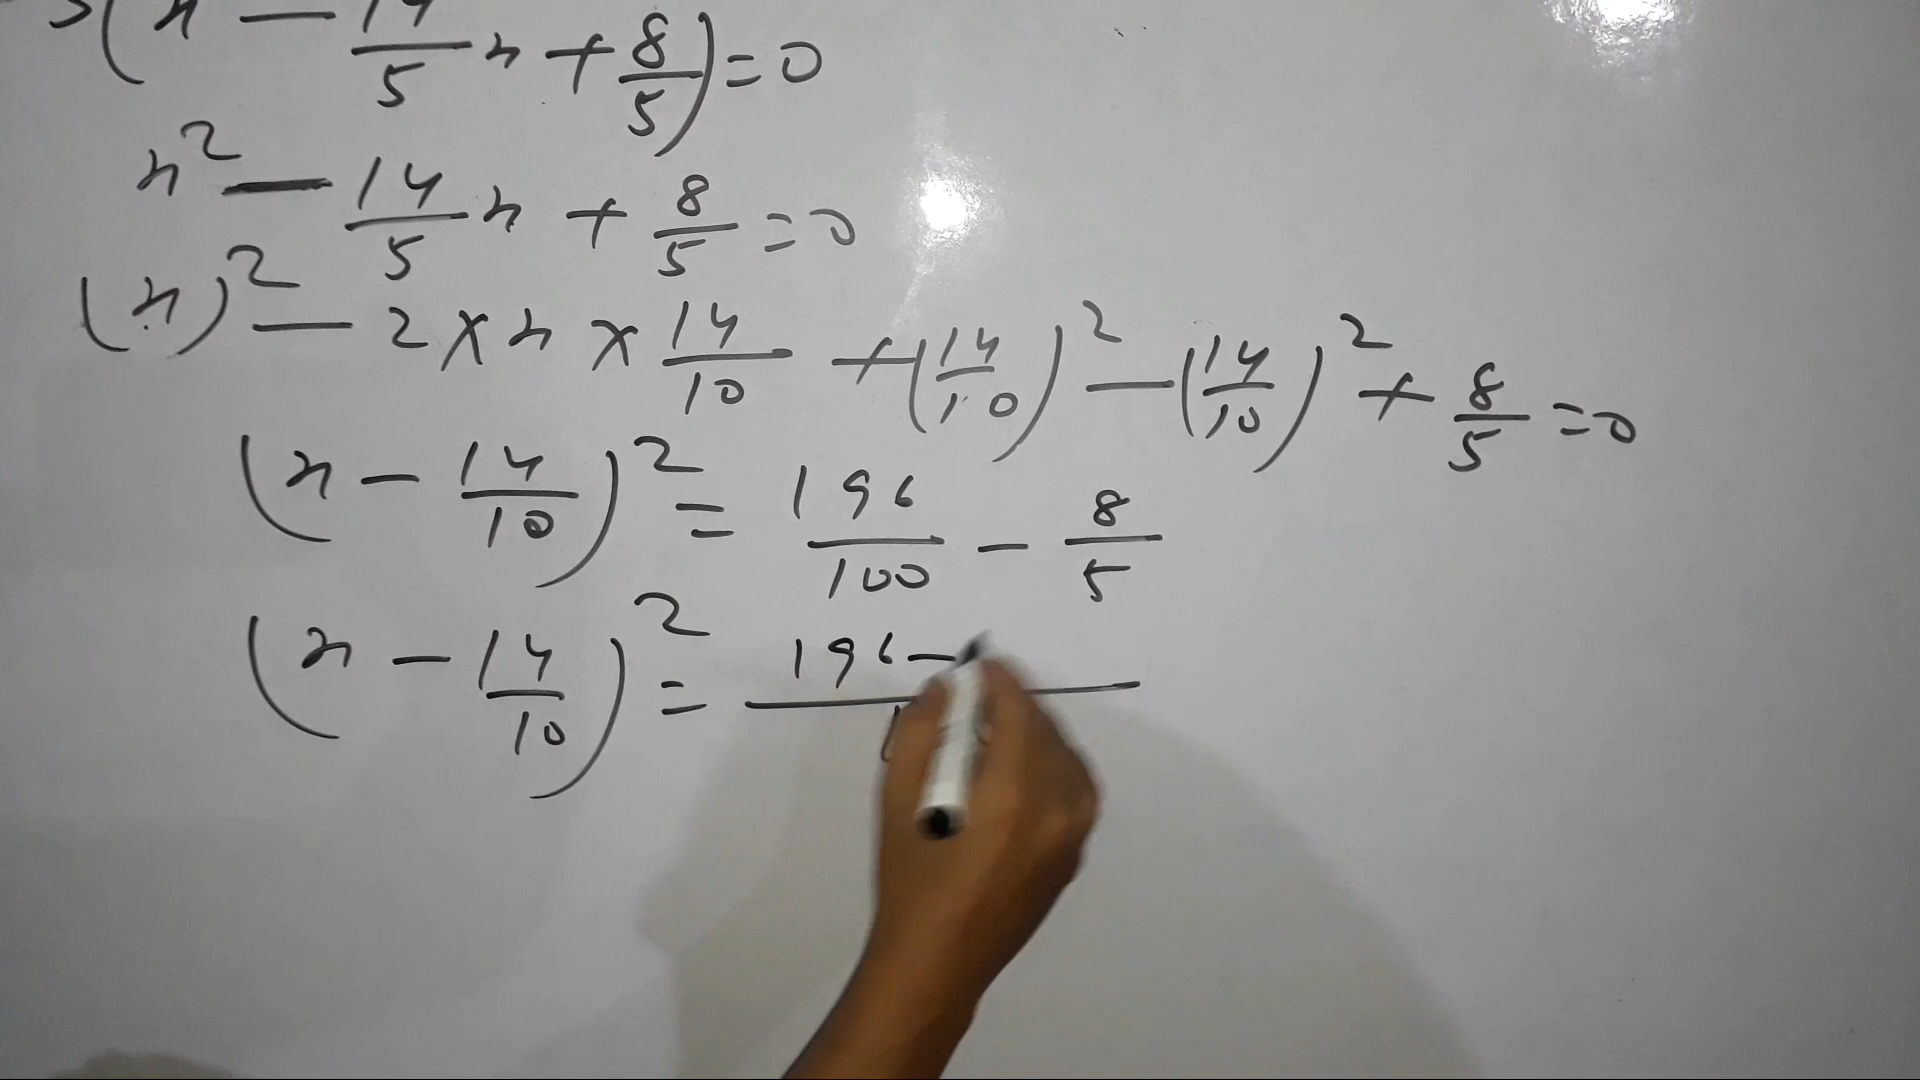 (x - 14/5 x + 8/5) = 0
x² - 14/5 x + 8/5 = 0
(x)² - 2 × x × 14/10 + (14/10)² - (14/10)² + 8/5 = 0
(x - 14/10)² = 196/100 - 8/5
(x - 14/10)² = 196 -